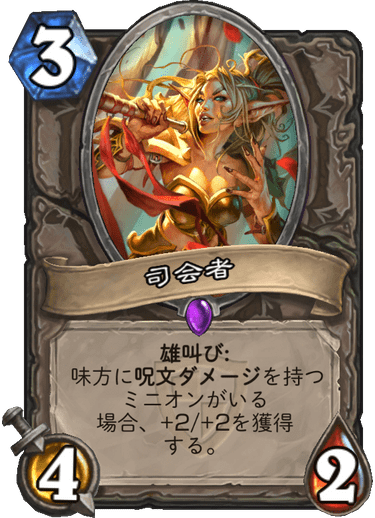 3
司会者
雄叫び:
味方に呪文ダメージを持つ
ミニオンがいる
場合、+2/+2を獲得
する。
4
2